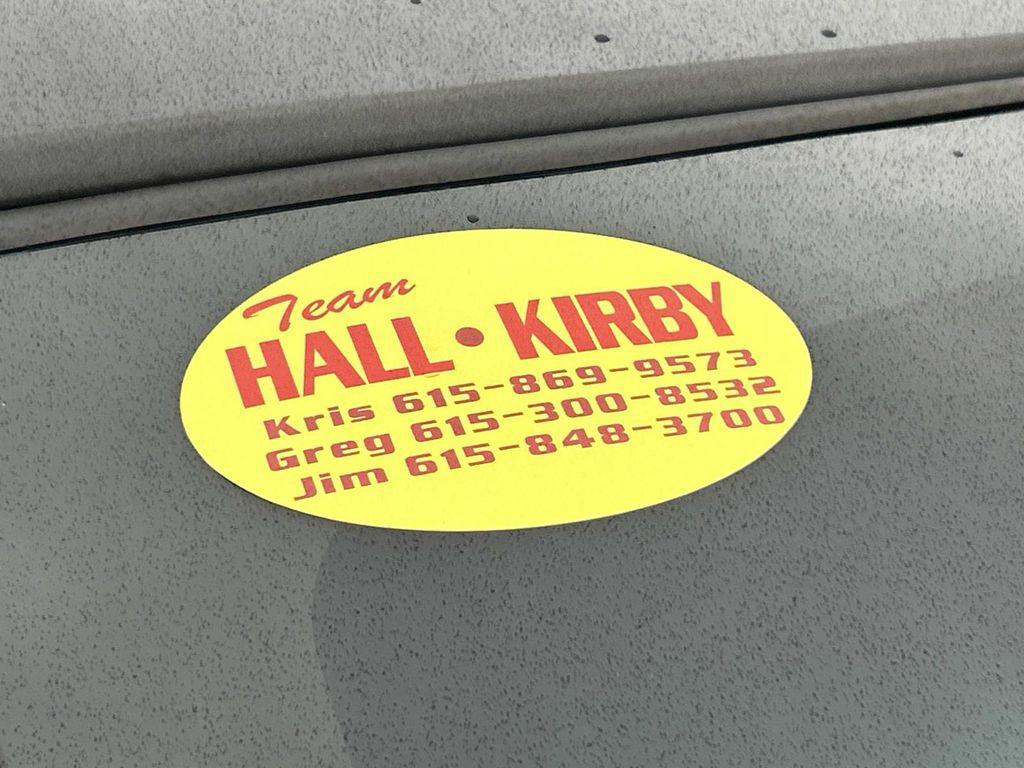 Team
HALL • KIRBY
Kris 615-869-9573
Greg 615-300-8532
Jim 615-848-3700